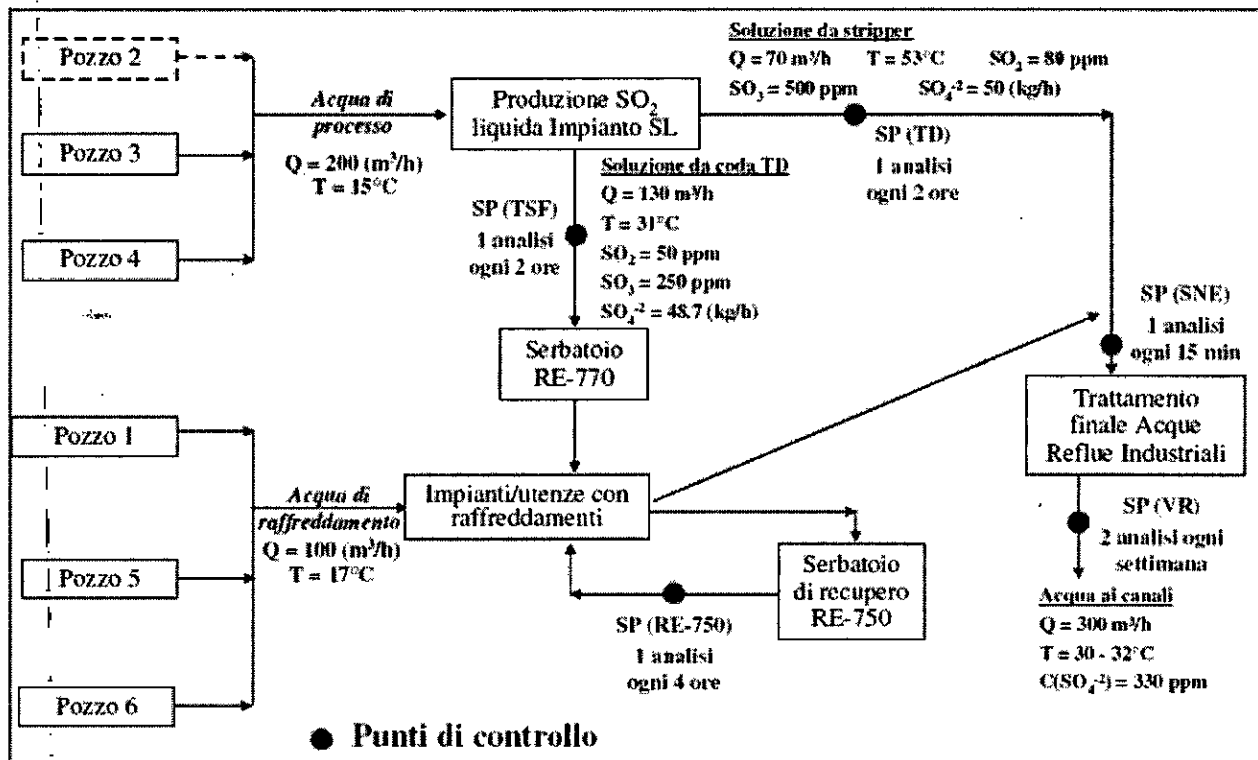 Pozzo 2
Pozzo 3
Pozzo 4
Acqua di
processo
Q = 200 (m³/h)
T = 15°C
Produzione SO₂
liquida Impianto SL
Soluzione da stripper
Q = 70 m³/h T = 53°C SO₂ = 80 ppm
SO₃ = 500 ppm SO₄⁻² = 50 (kg/h)
SP (TD)
1 analisi
ogni 2 ore
SP (TSF)
1 analisi
ogni 2 ore
Soluzione da coda TD
Q = 130 m³/h
T = 31°C
SO₂ = 50 ppm
SO₃ = 250 ppm
SO₄⁻² = 48.7 (kg/h)
SP (SNE)
1 analisi
ogni 15 min
Serbatoio
RE-770
Trattamento
finale Acque
Reflue Industriali
Pozzo 1
Pozzo 5
Pozzo 6
Acqua di
raffreddamento
Q = 100 (m³/h)
T = 17°C
Impianti/utenze con
raffreddamenti
Serbatoio
di recupero
RE-750
SP (RE-750)
1 analisi
ogni 4 ore
SP (VR)
2 analisi ogni
settimana
Acqua ai canali
Q = 300 m³/h
T = 30 - 32°C
C(SO₄⁻²) = 330 ppm
Punti di controllo